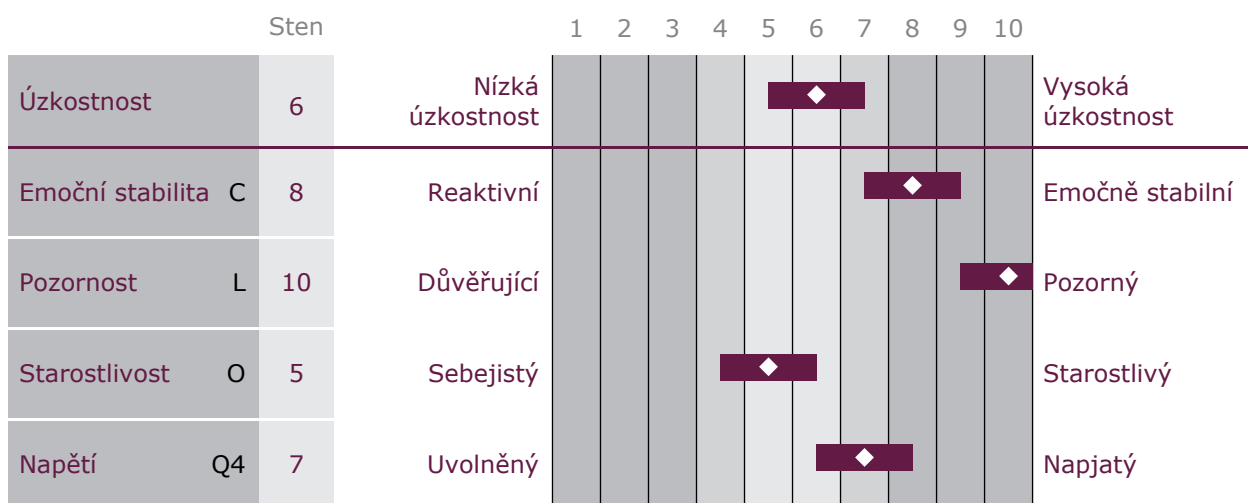 Sten 1 2 3 4 5 6 7 8 9 10
Úzkostnost 6 Nízká úzkostnost Vysoká úzkostnost
Emoční stabilita C 8 Reaktivní Emočně stabilní
Pozornost L 10 Důvěřující Pozorný
Starostlivost O 5 Sebejistý Starostlivý
Napětí Q4 7 Uvolněný Napjatý